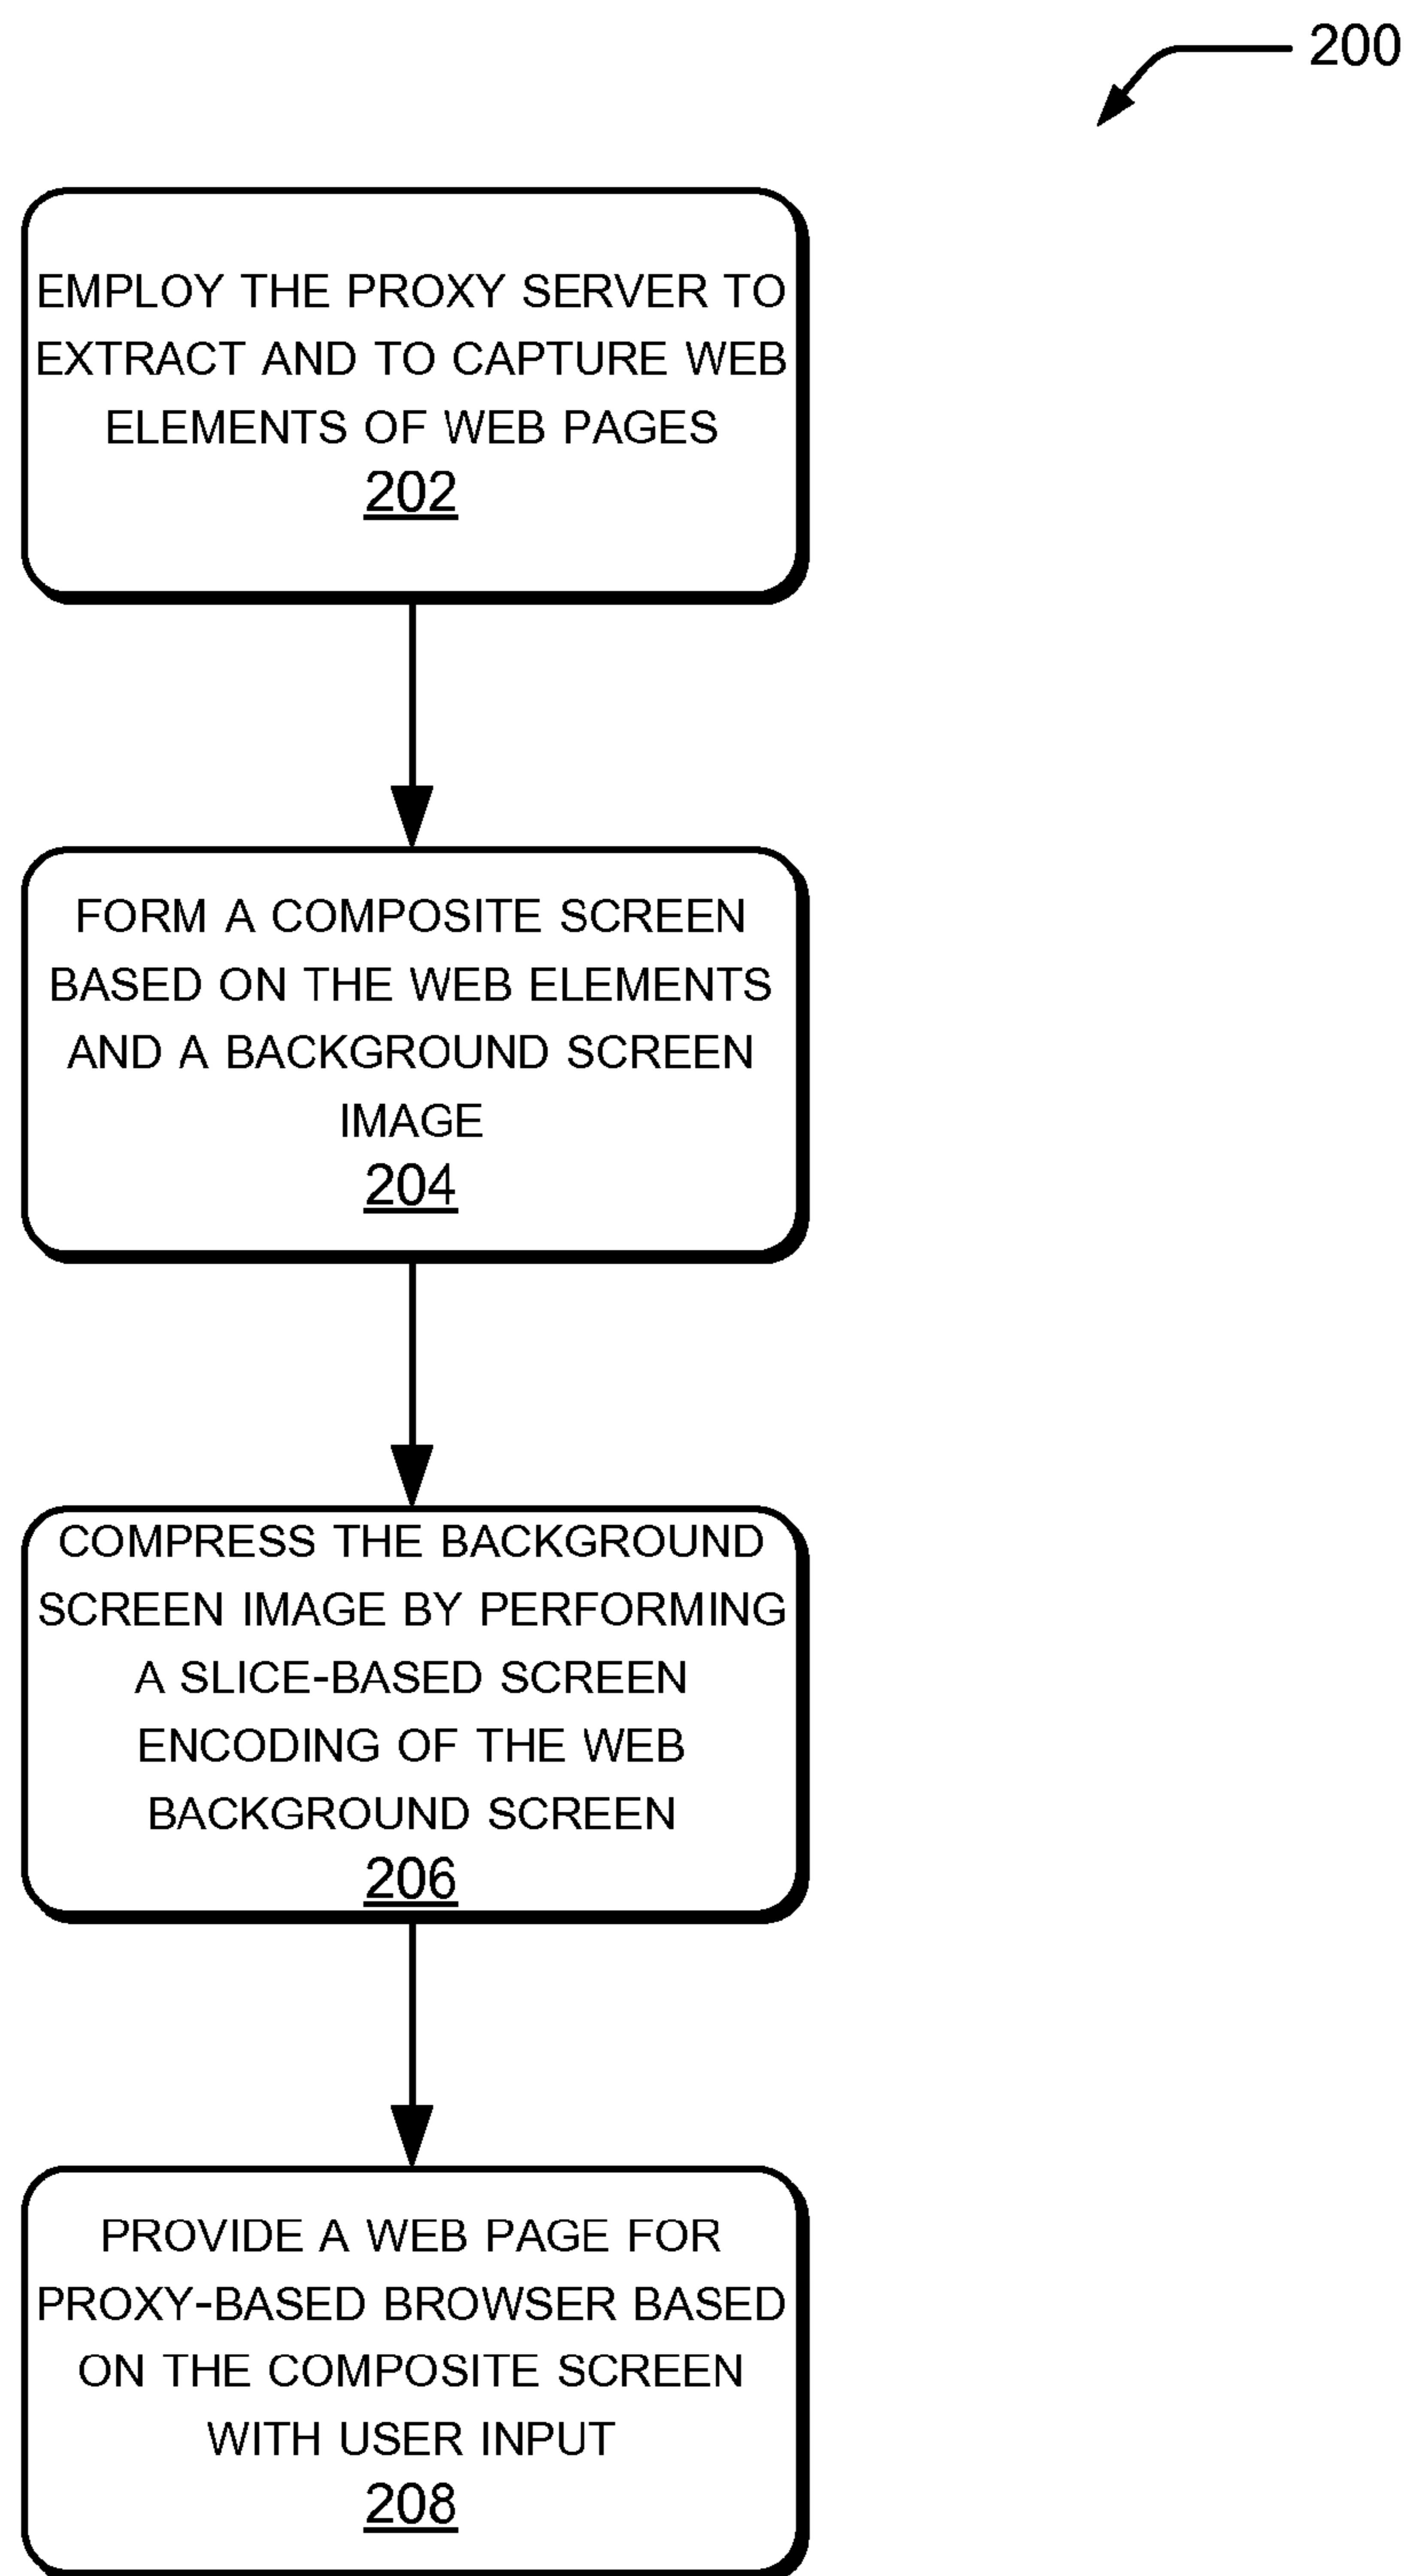 200
EMPLOY THE PROXY SERVER TO
EXTRACT AND TO CAPTURE WEB
ELEMENTS OF WEB PAGES
202
FORM A COMPOSITE SCREEN
BASED ON THE WEB ELEMENTS
AND A BACKGROUND SCREEN
IMAGE
204
COMPRESS THE BACKGROUND
SCREEN IMAGE BY PERFORMING
A SLICE-BASED SCREEN
ENCODING OF THE WEB
BACKGROUND SCREEN
206
PROVIDE A WEB PAGE FOR
PROXY-BASED BROWSER BASED
ON THE COMPOSITE SCREEN
WITH USER INPUT
208